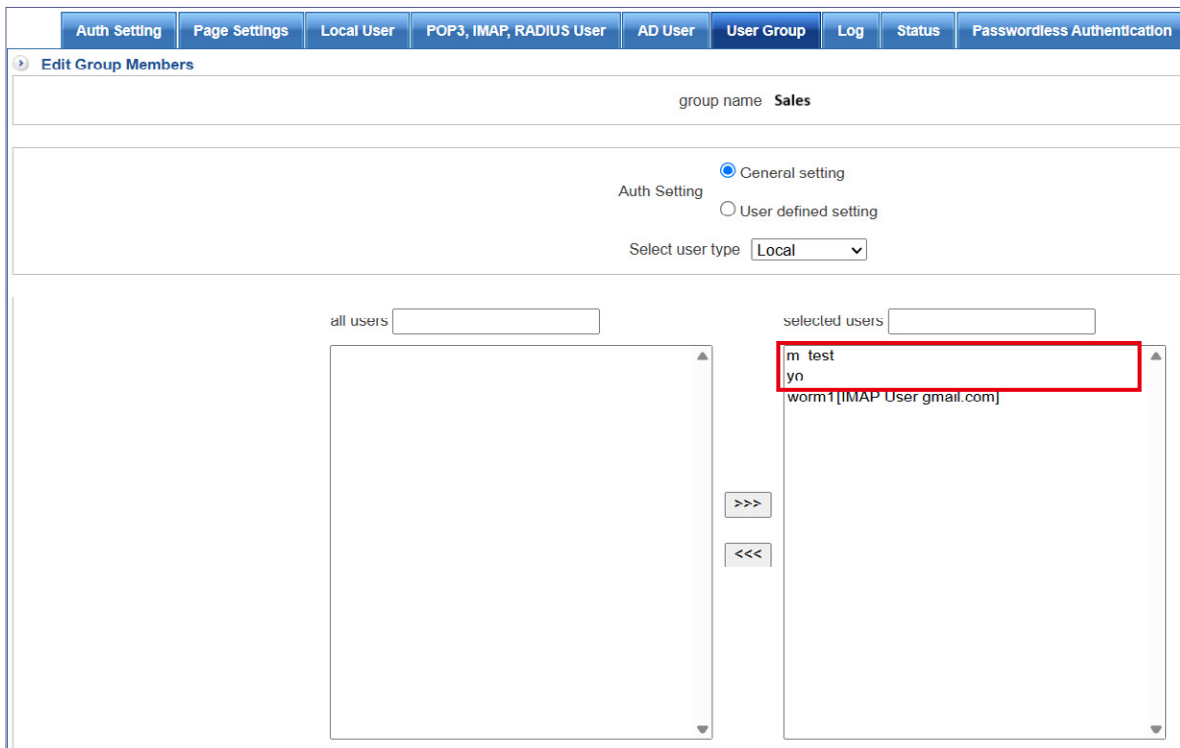 Auth Setting Page Settings Local User POP3, IMAP, RADIUS User AD User User Group Log Status Passwordless Authentication
Edit Group Members
group name Sales
General setting
Auth Setting
User defined setting
Select user type Local
all users selected users
m test
yo
worm1[IMAP User gmail.com]
>>>
<<<